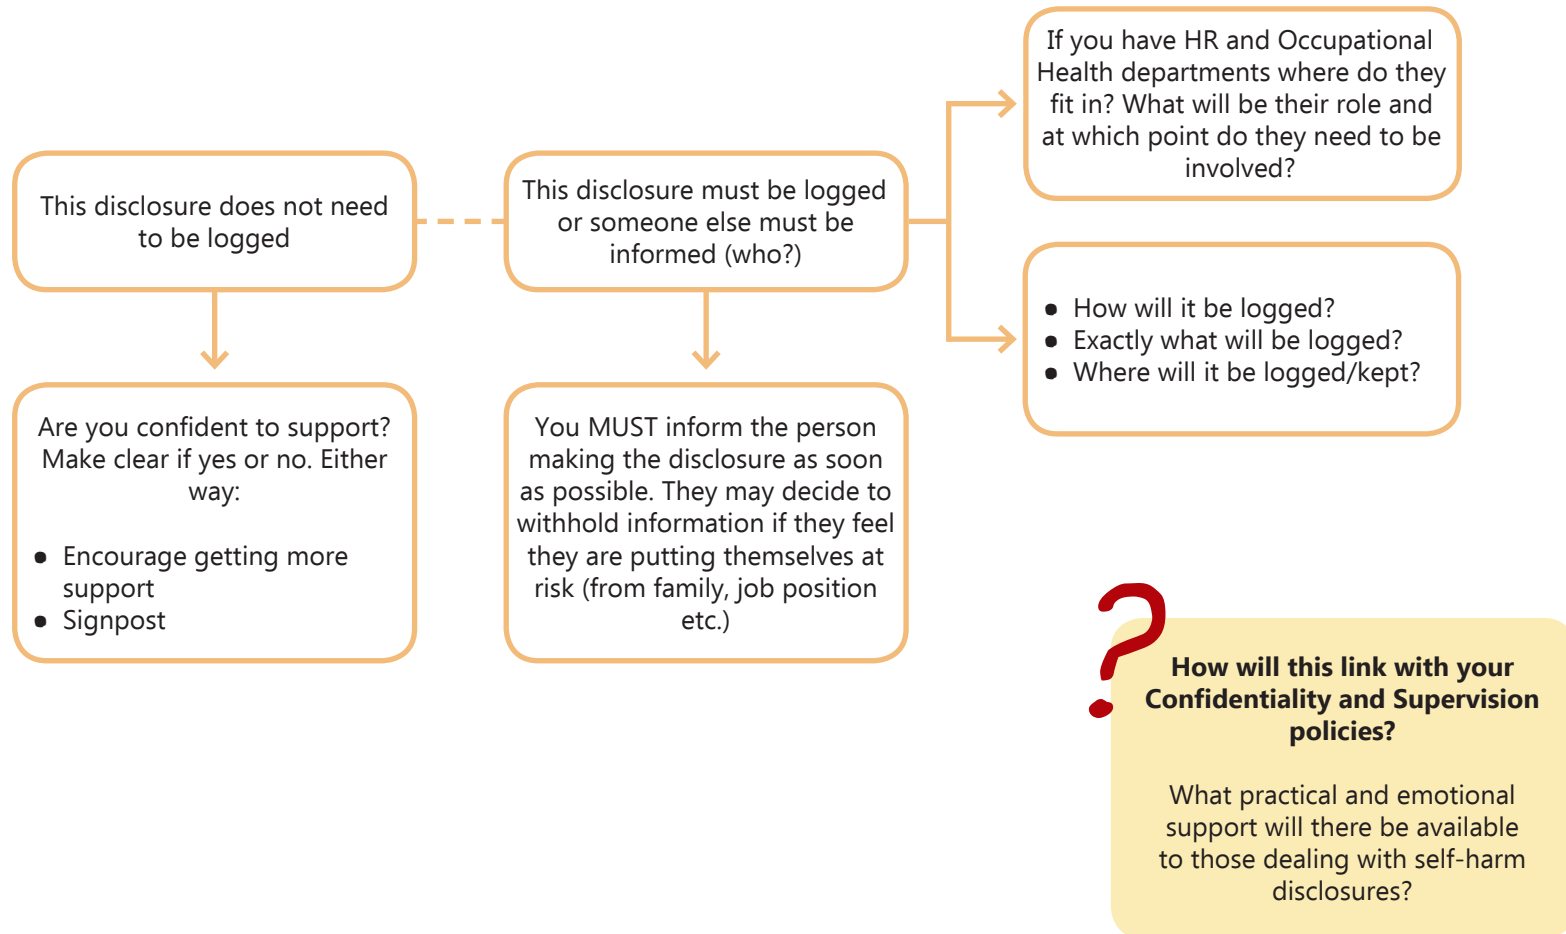 If you have HR and Occupational
Health departments where do they
fit in? What will be their role and
at which point do they need to be
involved?
This disclosure does not need
to be logged
This disclosure must be logged
or someone else must be
informed (who?)
● How will it be logged?
● Exactly what will be logged?
● Where will it be logged/kept?
Are you confident to support?
Make clear if yes or no. Either
way:
● Encourage getting more
support
● Signpost
You MUST inform the person
making the disclosure as soon
as possible. They may decide to
withhold information if they feel
they are putting themselves at
risk (from family, job position
etc.)
?
How will this link with your
Confidentiality and Supervision
policies?
What practical and emotional
support will there be available
to those dealing with self-harm
disclosures?